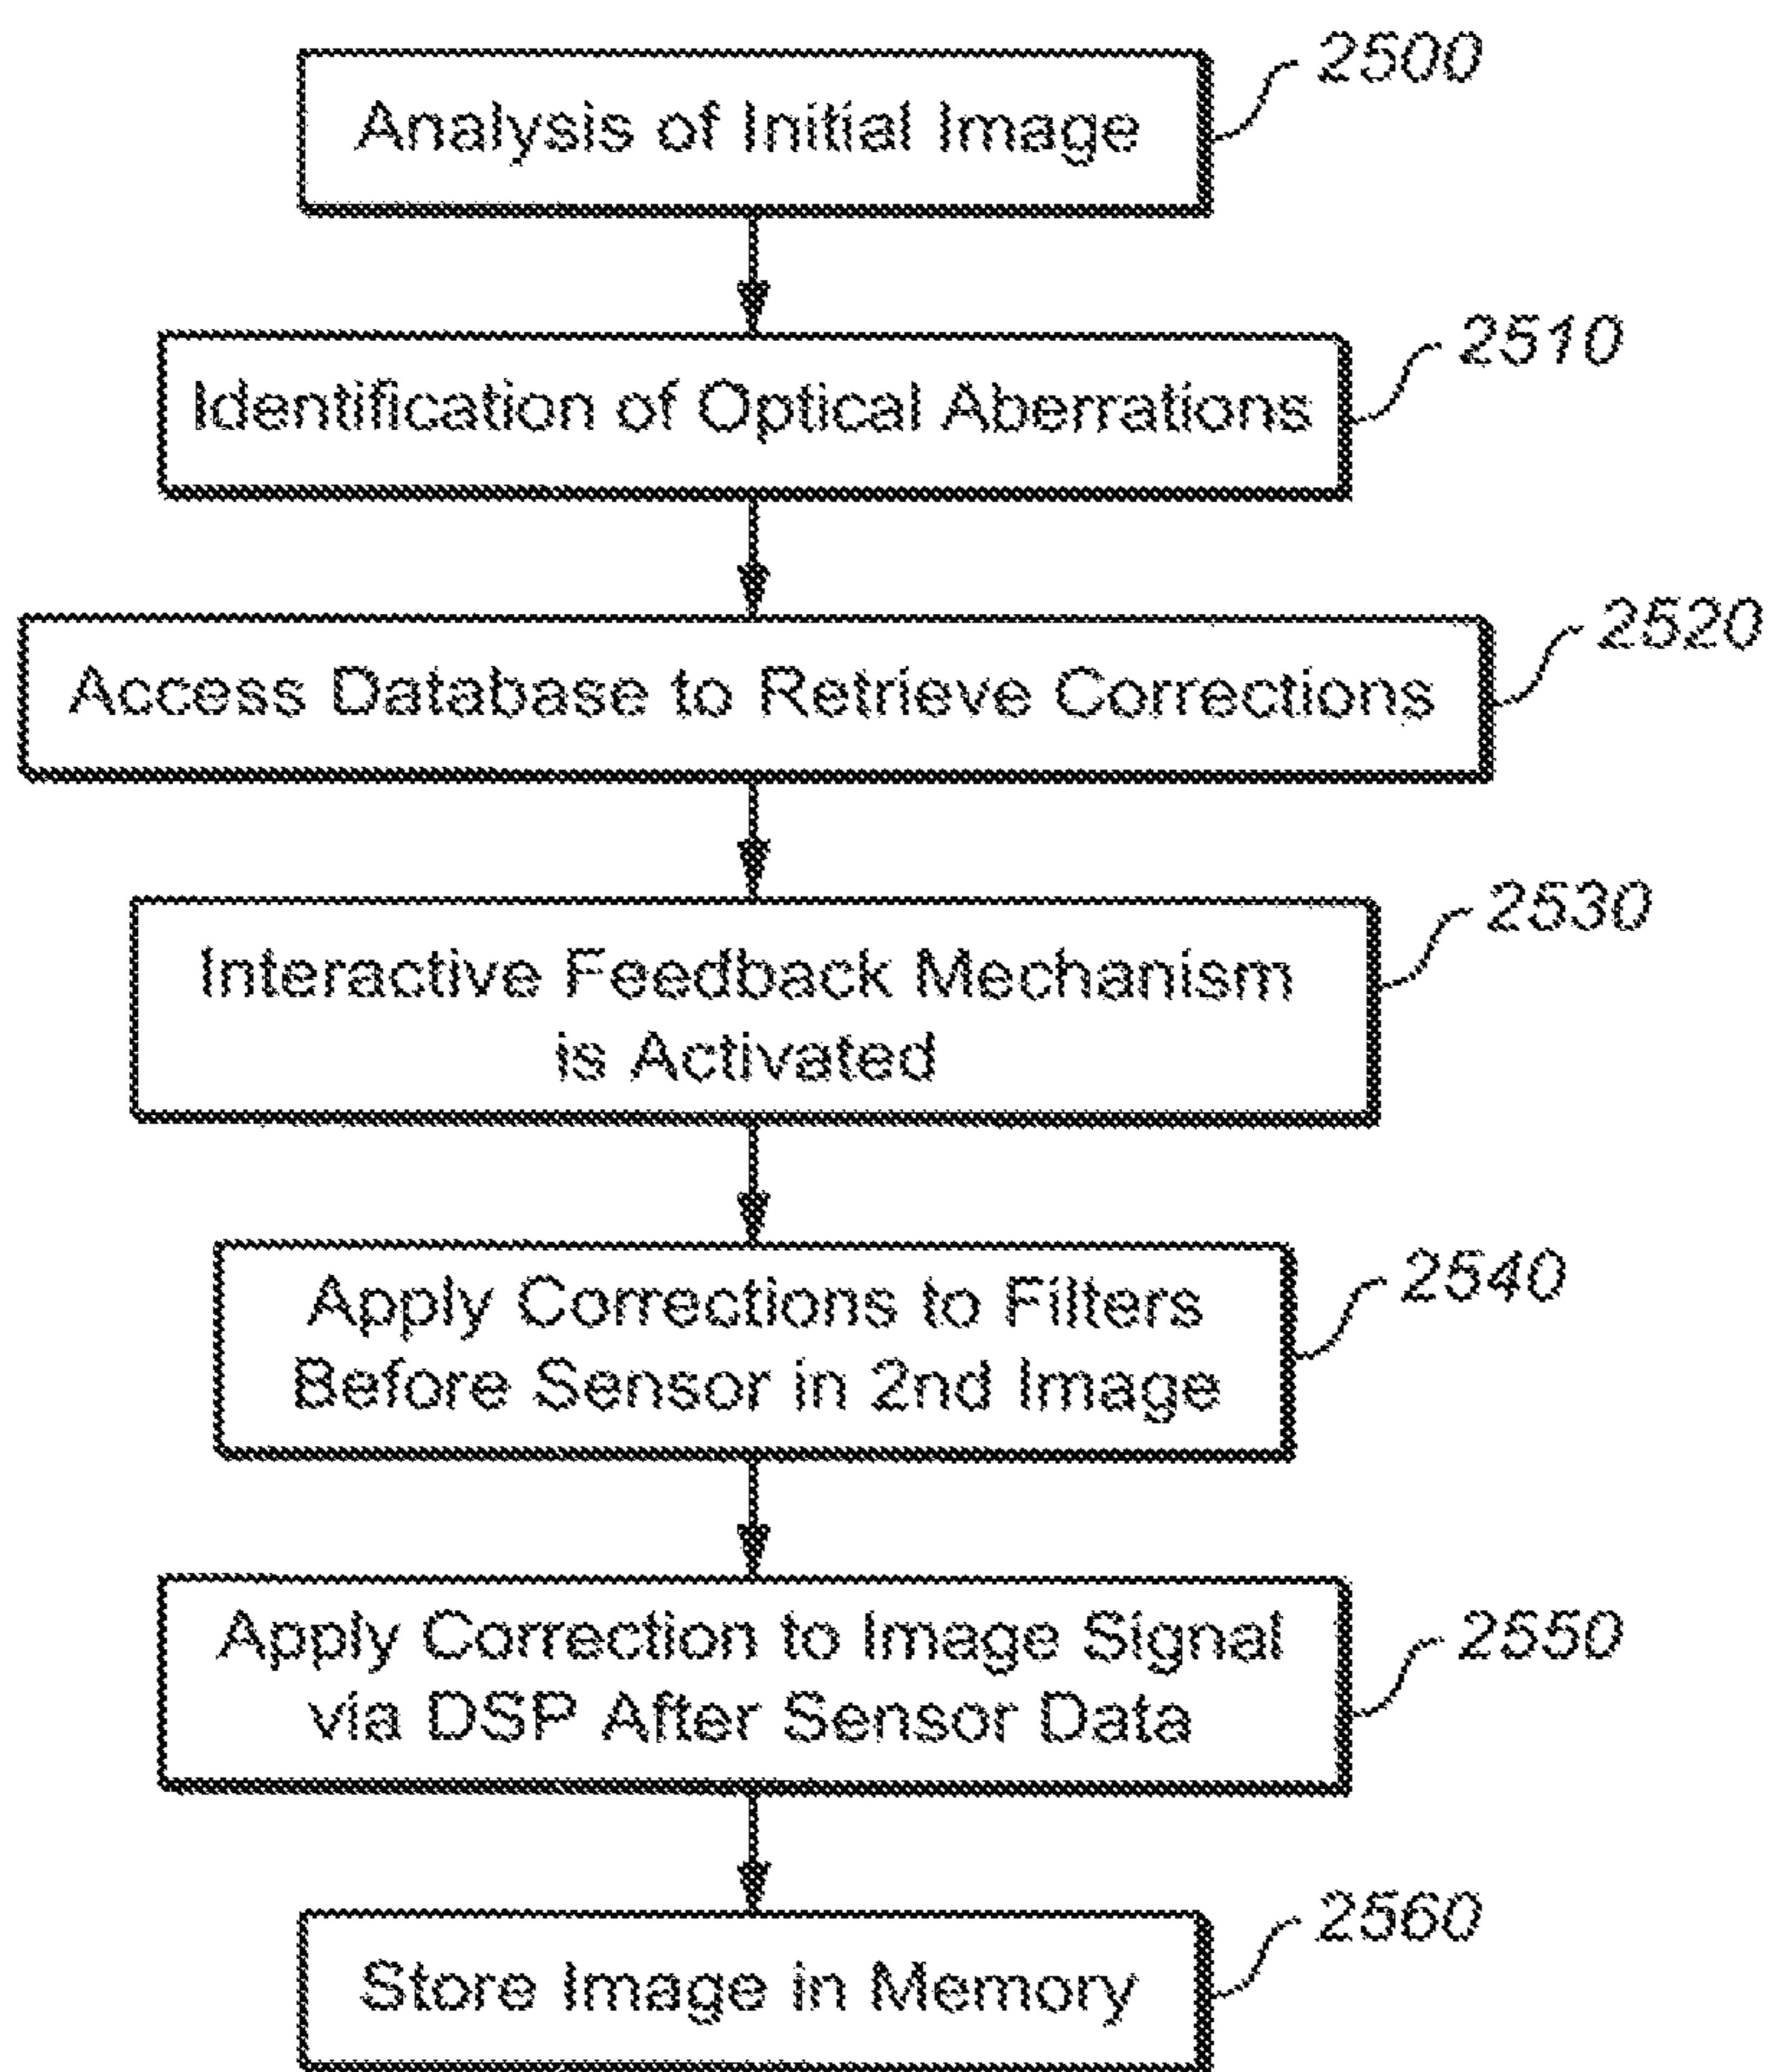 Analysis of Initial Image
2500
Identification of Optical Aberrations
2510
Access Database to Retrieve Corrections
2520
Interactive Feedback Mechanism
is Activated
2530
Apply Corrections to Filters
Before Sensor in 2nd Image
2540
Apply Correction to Image Signal
via DSP After Sensor Data
2550
Store Image in Memory
2560